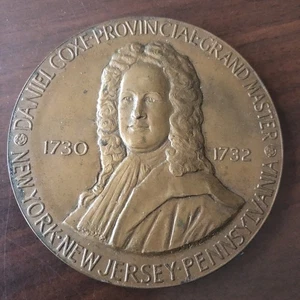 DANIEL·COXE·PROVINCIAL·GRAND·MASTER
1730 1732
NEW·YORK·NEW·JERSEY·PENNSYLVANIA